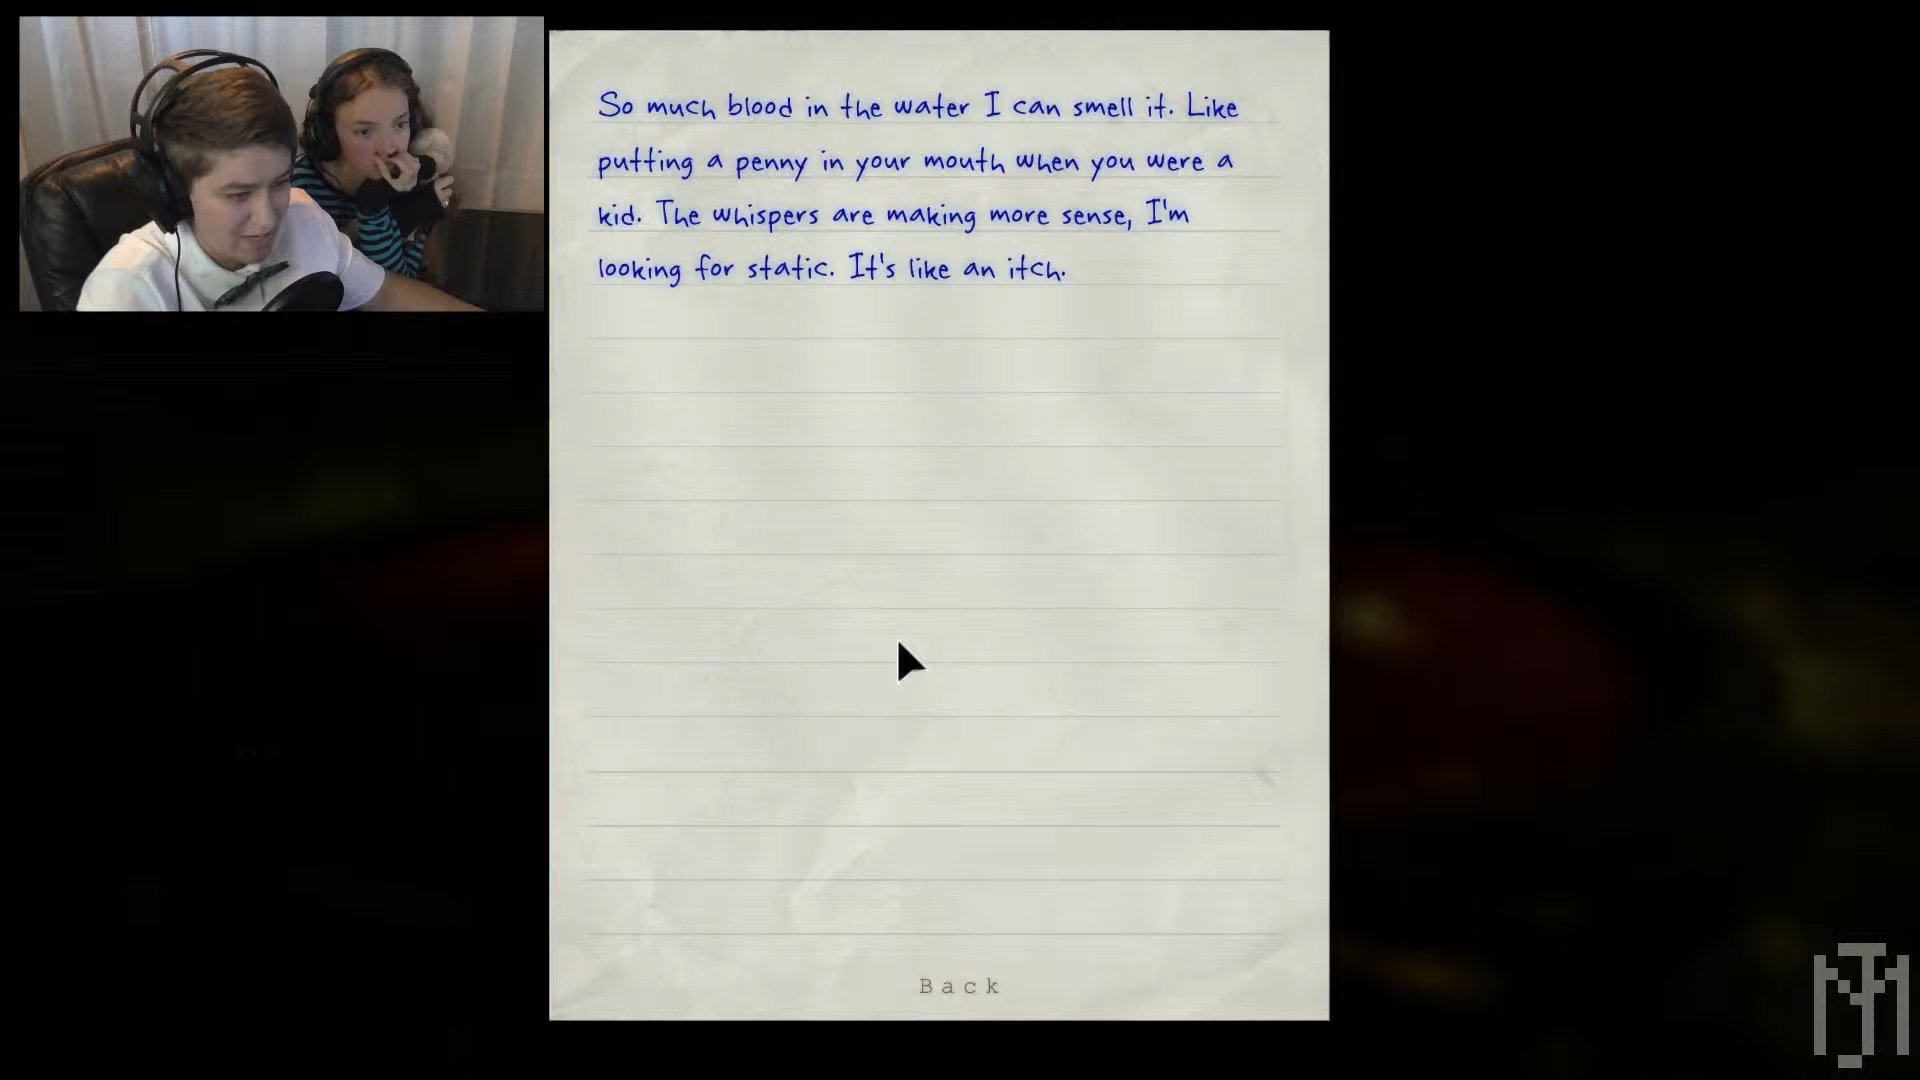 So much blood in the water I can smell it. Like
putting a penny in your mouth when you were a
kid. The whispers are making more sense, I'm
looking for static. It's like an itch.
Back